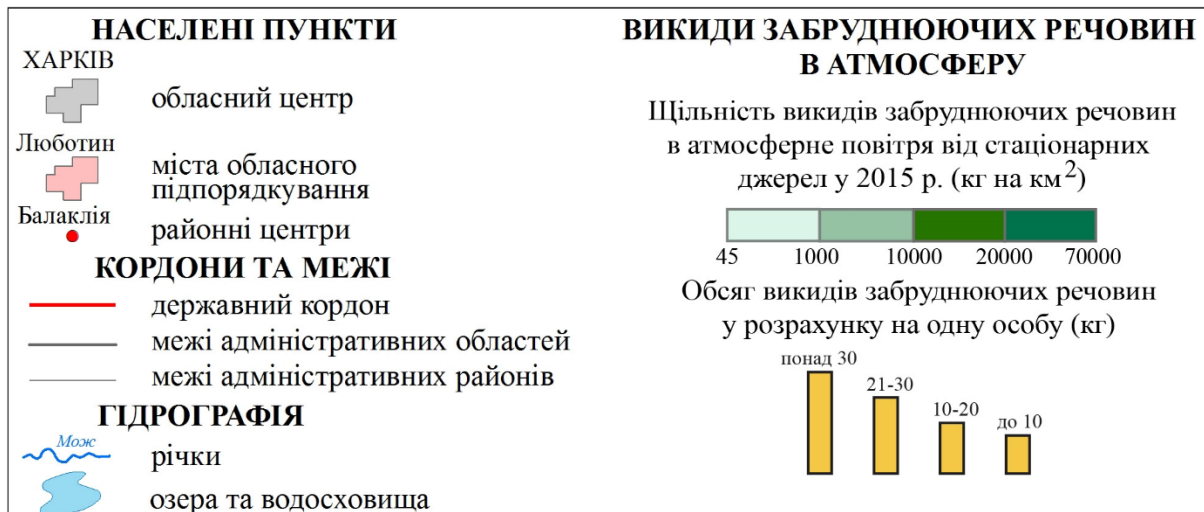 НАСЕЛЕНІ ПУНКТИ
ХАРКІВ
обласний центр
Люботин
міста обласного
підпорядкування
Балаклія
районні центри
КОРДОНИ ТА МЕЖІ
державний кордон
межі адміністративних областей
межі адміністративних районів
ГІДРОГРАФІЯ
Мож
річки
озера та водосховища
ВИКИДИ ЗАБРУДНЮЮЧИХ РЕЧОВИН
В АТМОСФЕРУ
Щільність викидів забруднюючих речовин
в атмосферне повітря від стаціонарних
джерел у 2015 р. (кг на км²)
45 1000 10000 20000 70000
Обсяг викидів забруднюючих речовин
у розрахунку на одну особу (кг)
понад 30
21-30
10-20
до 10